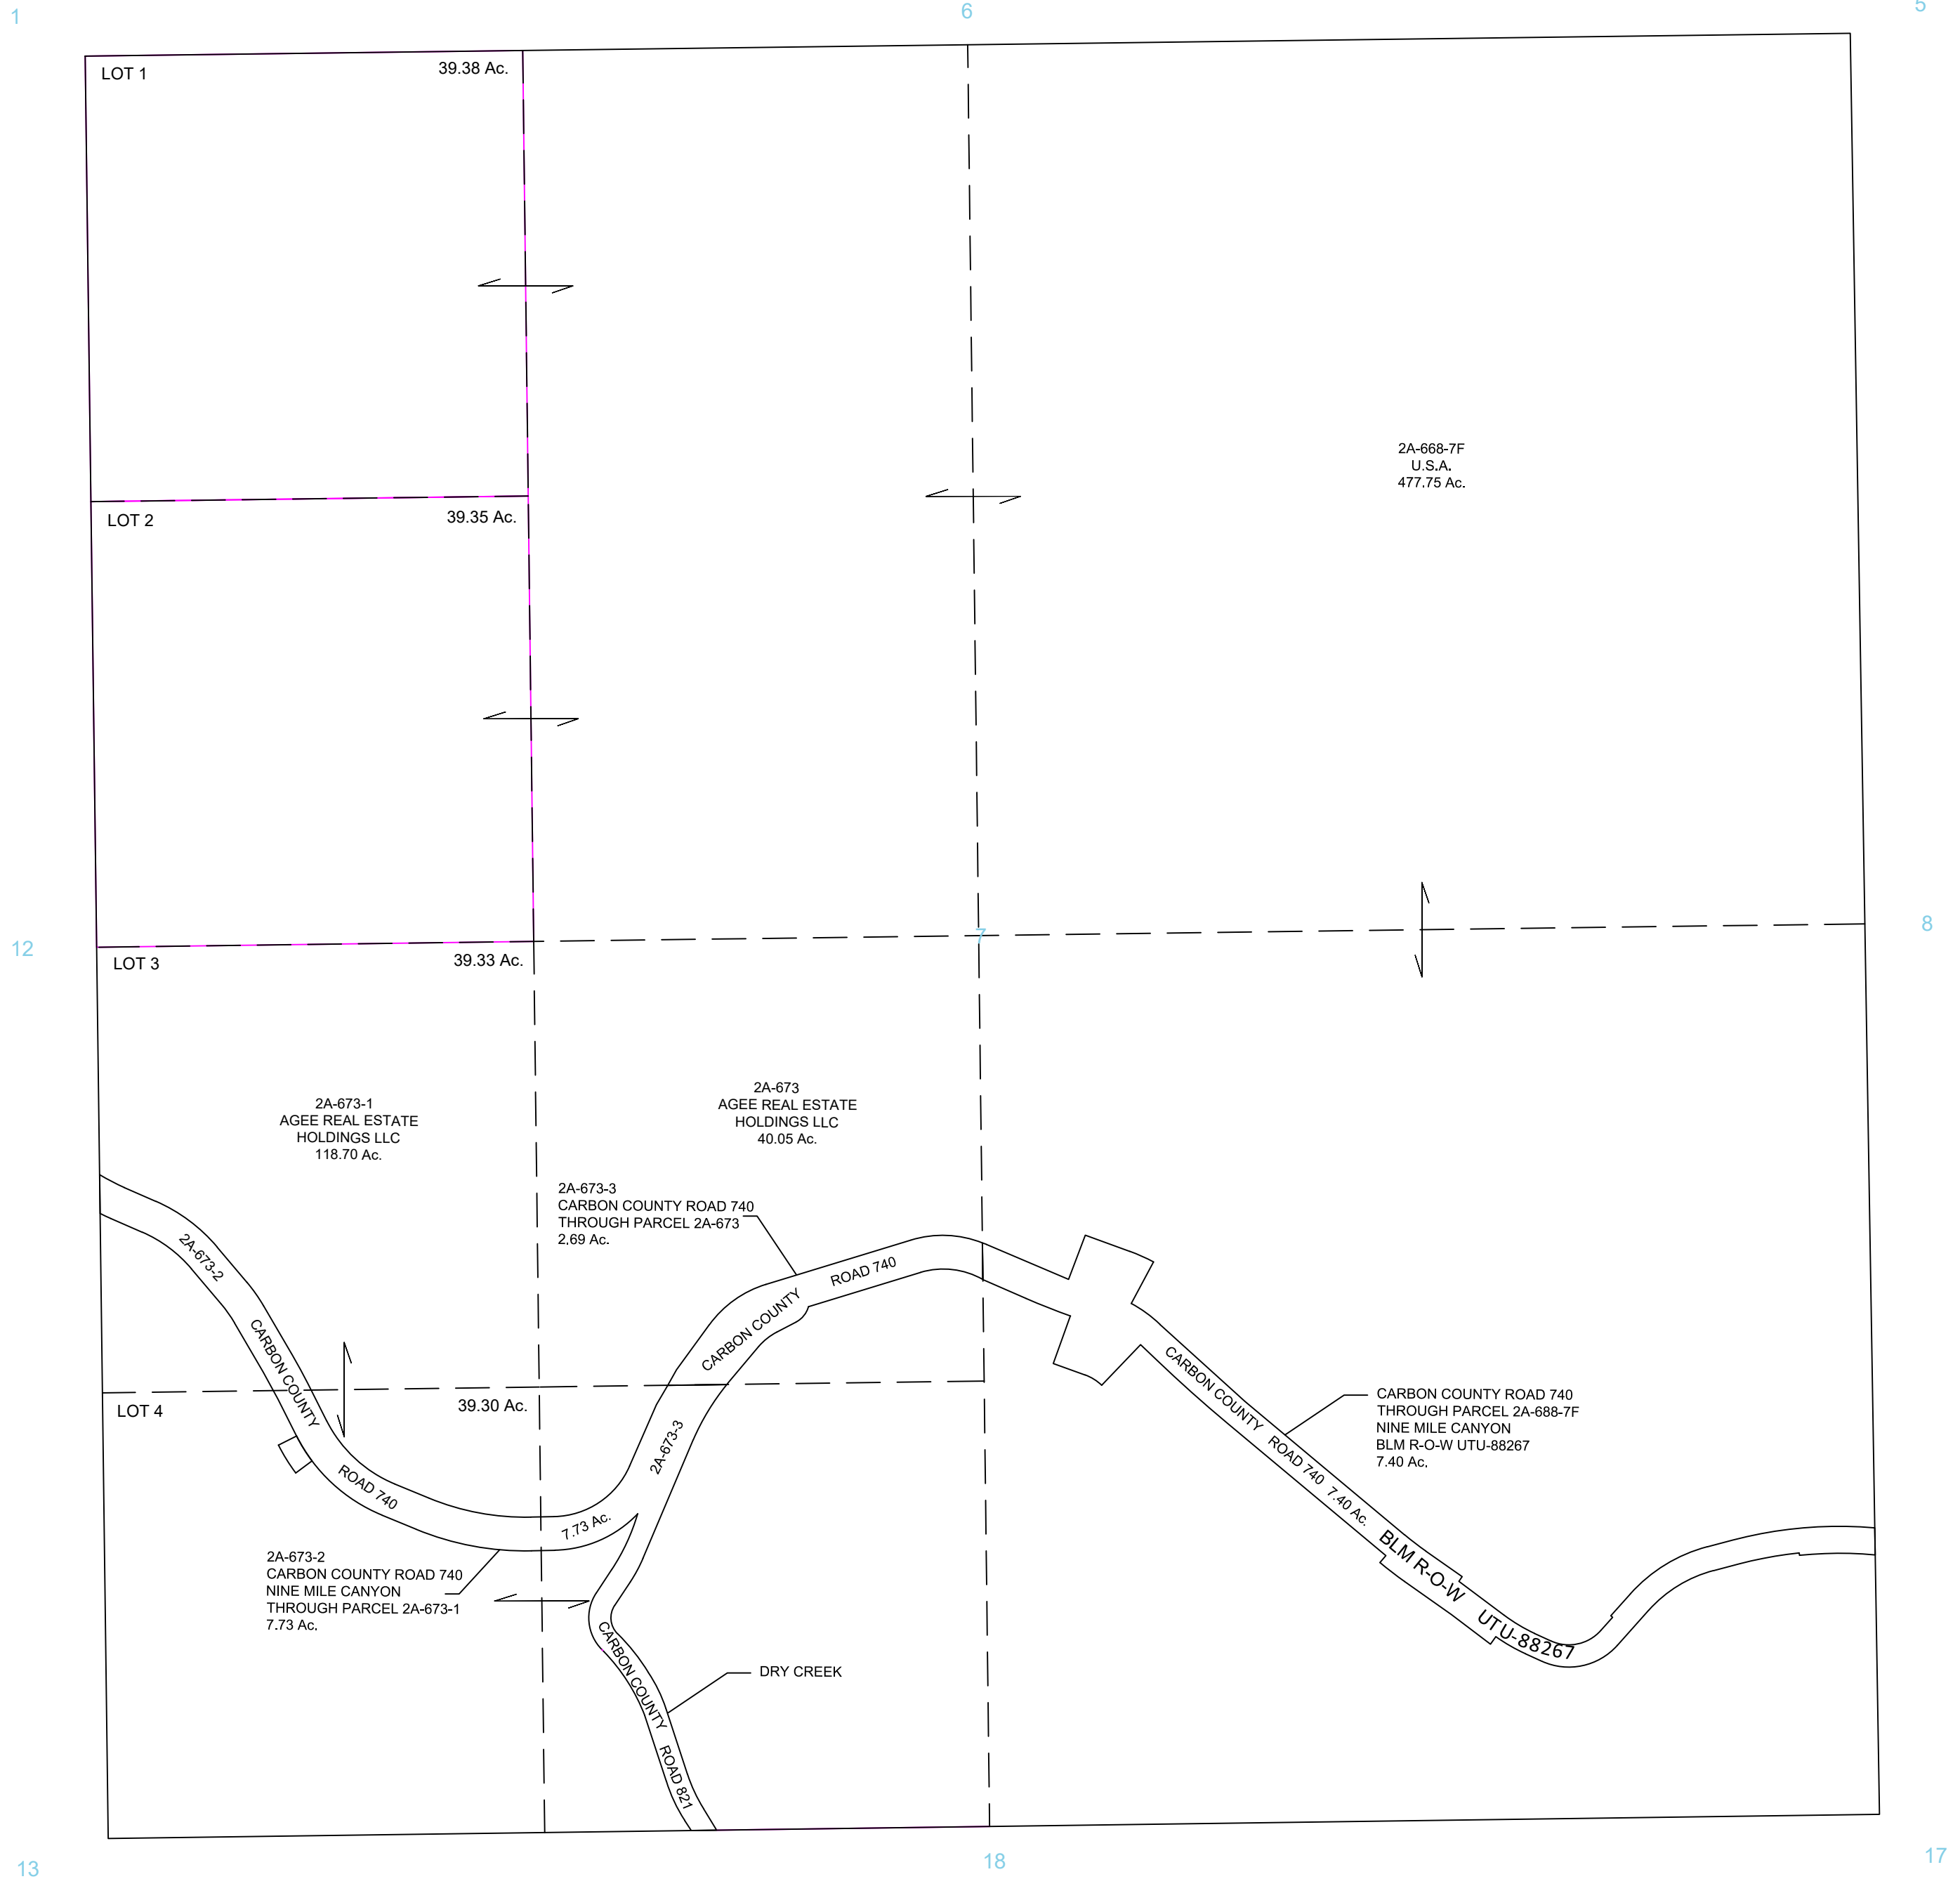 1
6
5
LOT 1
39.38 Ac.
2A-668-7F
U.S.A.
477.75 Ac.
LOT 2
39.35 Ac.
12
7
8
LOT 3
39.33 Ac.
2A-673-1
AGEE REAL ESTATE
HOLDINGS LLC
118.70 Ac.
2A-673
AGEE REAL ESTATE
HOLDINGS LLC
40.05 Ac.
2A-673-3
CARBON COUNTY ROAD 740
THROUGH PARCEL 2A-673
2.69 Ac.
2A-673-2
CARBON COUNTY
ROAD 740
7.73 Ac.
2A-673-3
CARBON COUNTY
ROAD 740
LOT 4
39.30 Ac.
CARBON COUNTY ROAD 740 7.40 Ac.
BLM R-O-W UTU-88267
CARBON COUNTY ROAD 740
THROUGH PARCEL 2A-688-7F
NINE MILE CANYON
BLM R-O-W UTU-88267
7.40 Ac.
2A-673-2
CARBON COUNTY ROAD 740
NINE MILE CANYON
THROUGH PARCEL 2A-673-1
7.73 Ac.
CARBON COUNTY ROAD 821
DRY CREEK
13
18
17